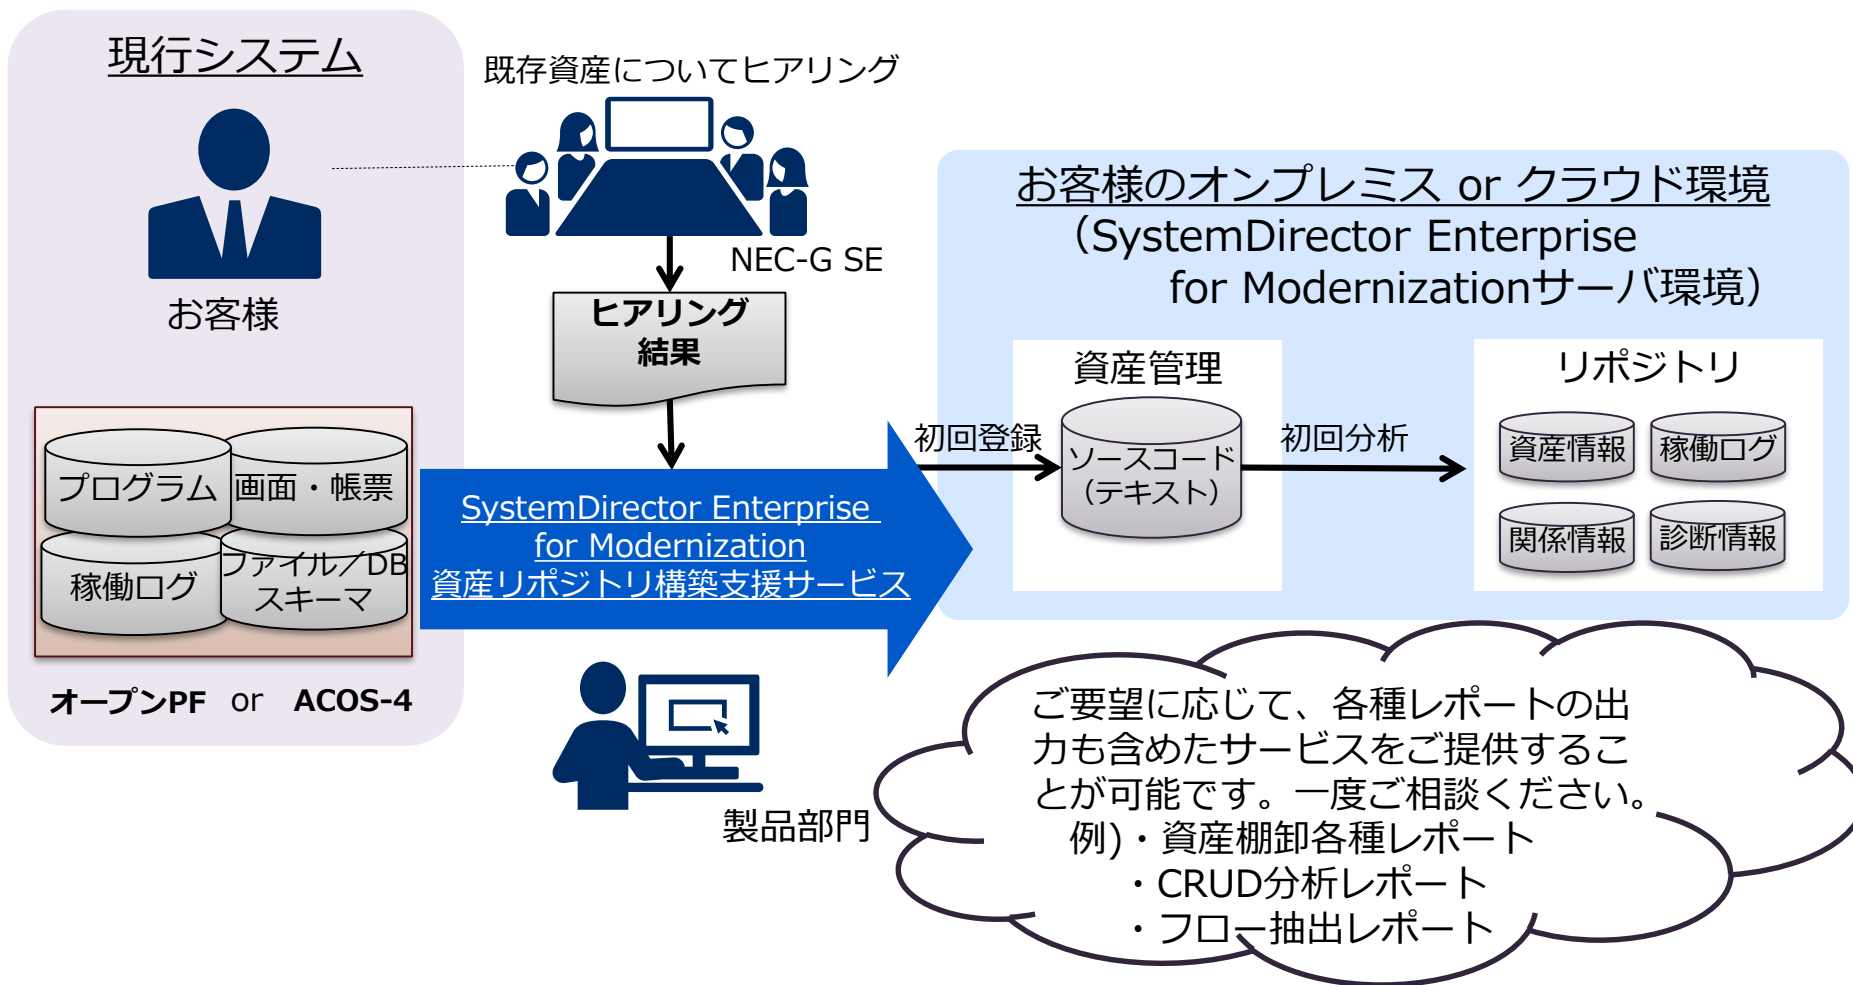 現行システム
お客様
プログラム
画面・帳票
稼働ログ
ファイル／DB
スキーマ
オープンPF or ACOS-4
既存資産についてヒアリング
NEC-G SE
ヒアリング
結果
SystemDirector Enterprise
for Modernization
資産リポジトリ構築支援サービス
製品部門
お客様のオンプレミス or クラウド環境
（SystemDirector Enterprise
for Modernizationサーバ環境）
初回登録
資産管理
ソースコード
（テキスト）
初回分析
リポジトリ
資産情報
稼働ログ
関係情報
診断情報
ご要望に応じて、各種レポートの出
力も含めたサービスをご提供するこ
とが可能です。一度ご相談ください。
例)・資産棚卸各種レポート
・CRUD分析レポート
・フロー抽出レポート